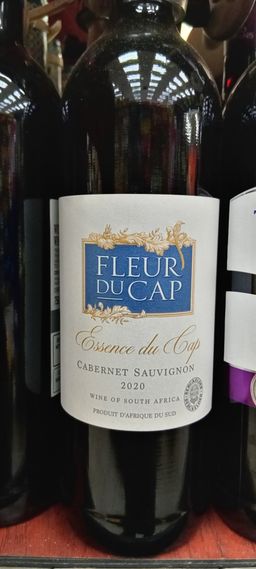 FLEUR
DU CAP
Essence du Cap
CABERNET SAUVIGNON
2020
WINE OF SOUTH AFRICA
PRODUIT D'AFRIQUE DU SUD